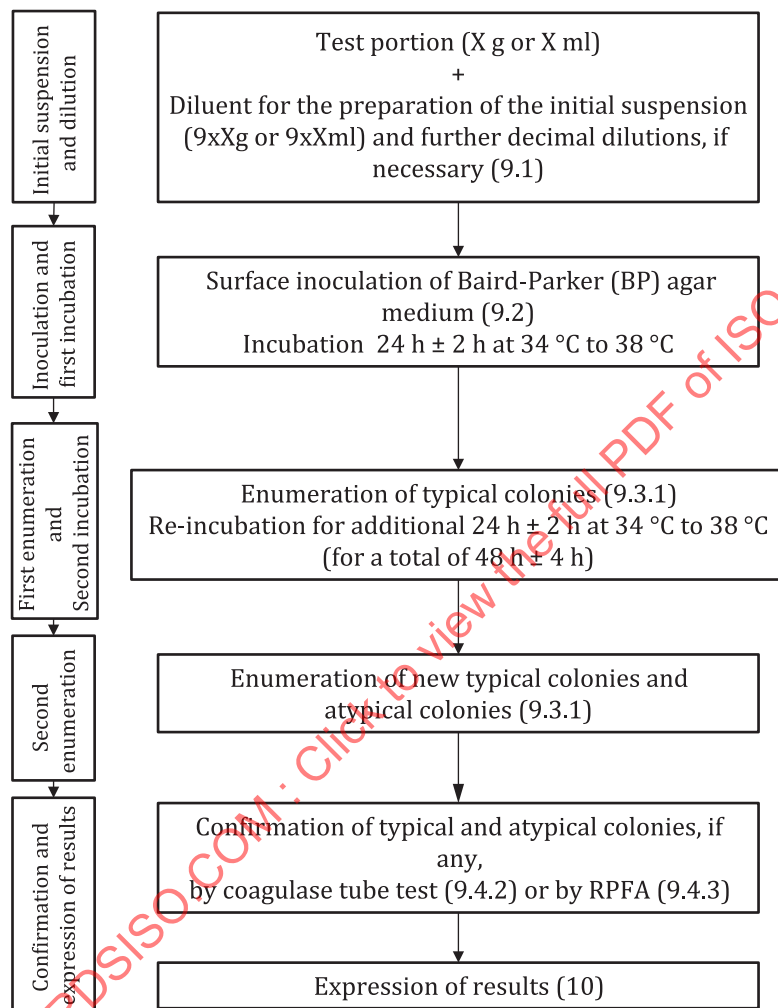 Initial suspension
and dilution
Test portion (X g or X ml)
+
Diluent for the preparation of the initial suspension
(9xXg or 9xXml) and further decimal dilutions, if
necessary (9.1)
Inoculation and
first incubation
Surface inoculation of Baird-Parker (BP) agar
medium (9.2)
Incubation 24 h ± 2 h at 34 °C to 38 °C
First enumeration
and
Second incubation
Enumeration of typical colonies (9.3.1)
Re-incubation for additional 24 h ± 2 h at 34 °C to 38 °C
(for a total of 48 h ± 4 h)
Second
enumeration
Enumeration of new typical colonies and
atypical colonies (9.3.1)
Confirmation and
expression of results
Confirmation of typical and atypical colonies, if
any,
by coagulase tube test (9.4.2) or by RPFA (9.4.3)
Expression of results (10)
RDSISO.COM : Click to view the full PDF of ISO